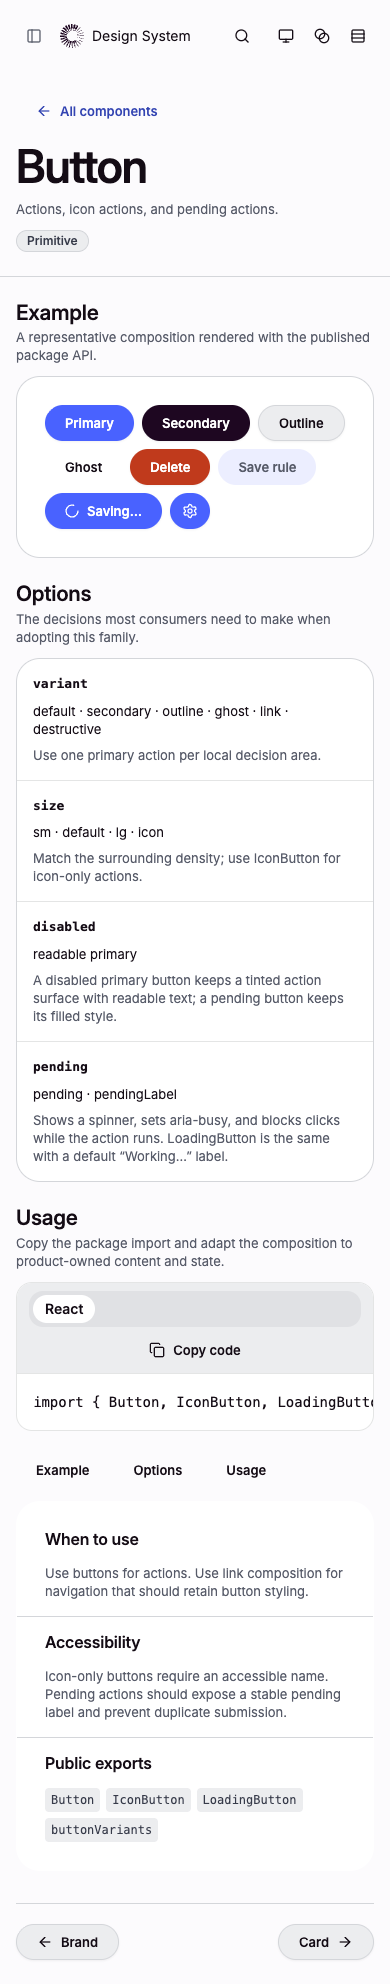 Design System
All components
Button
Actions, icon actions, and pending actions.
Primitive
Example
A representative composition rendered with the published
package API.
Primary
Secondary
Outline
Ghost
Delete
Save rule
Saving...
Options
The decisions most consumers need to make when
adopting this family.
variant
default · secondary · outline · ghost · link ·
destructive
Use one primary action per local decision area.
size
sm · default · lg · icon
Match the surrounding density; use IconButton for
icon-only actions.
disabled
readable primary
A disabled primary button keeps a tinted action
surface with readable text; a pending button keeps
its filled style.
pending
pending · pendingLabel
Shows a spinner, sets aria-busy, and blocks clicks
while the action runs. LoadingButton is the same
with a default “Working...” label.
Usage
Copy the package import and adapt the composition to
product-owned content and state.
React
Copy code
import { Button, IconButton, LoadingButto
Example
Options
Usage
When to use
Use buttons for actions. Use link composition for
navigation that should retain button styling.
Accessibility
Icon-only buttons require an accessible name.
Pending actions should expose a stable pending
label and prevent duplicate submission.
Public exports
Button
IconButton
LoadingButton
buttonVariants
Brand
Card